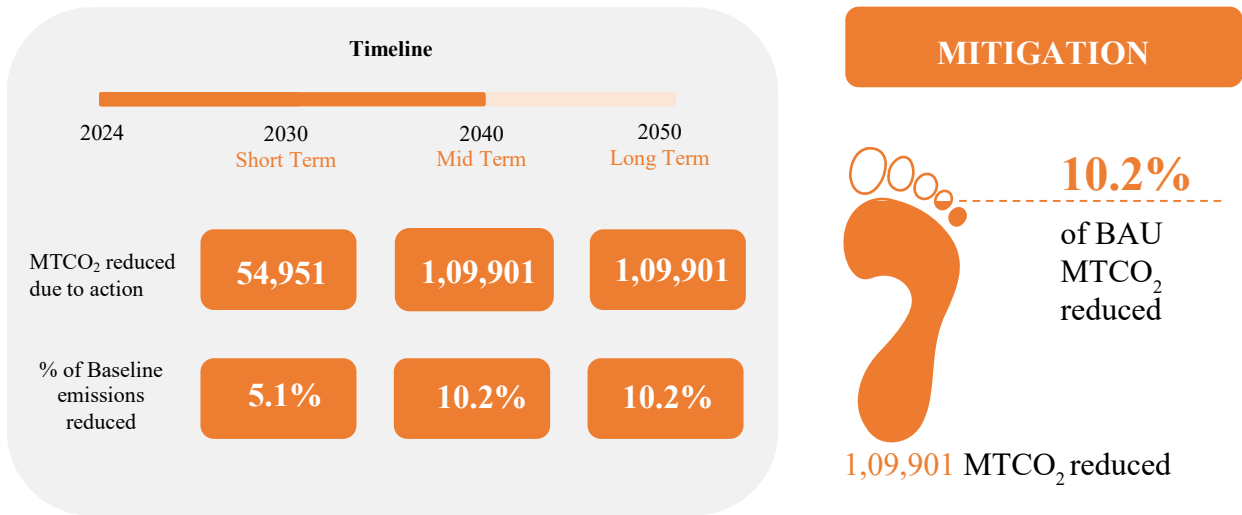 Timeline
2024
2030
Short Term
2040
Mid Term
2050
Long Term
MTCO₂ reduced
due to action
54,951
1,09,901
1,09,901
% of Baseline
emissions
reduced
5.1%
10.2%
10.2%
MITIGATION
10.2%
of BAU
MTCO₂
reduced
1,09,901 MTCO₂ reduced